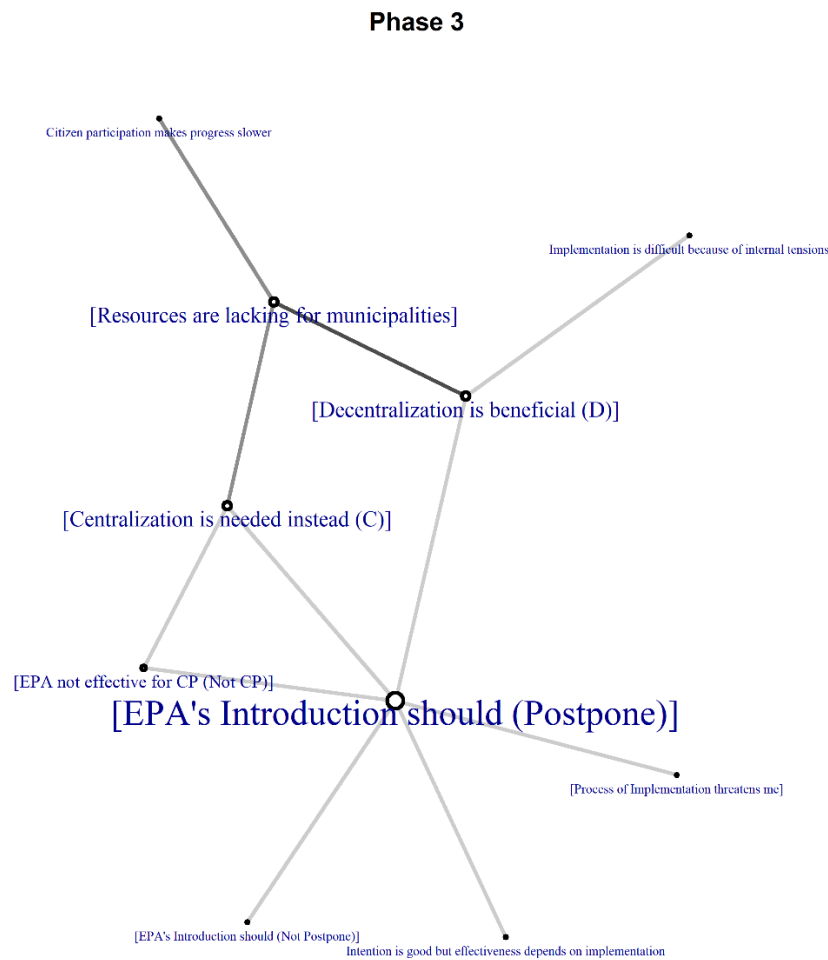 Phase 3
Citizen participation makes progress slower
Implementation is difficult because of internal tensions
[Resources are lacking for municipalities]
[Decentralization is beneficial (D)]
[Centralization is needed instead (C)]
[EPA not effective for CP (Not CP)]
[EPA's Introduction should (Postpone)]
[Process of Implementation threatens me]
[EPA's Introduction should (Not Postpone)]
Intention is good but effectiveness depends on implementation